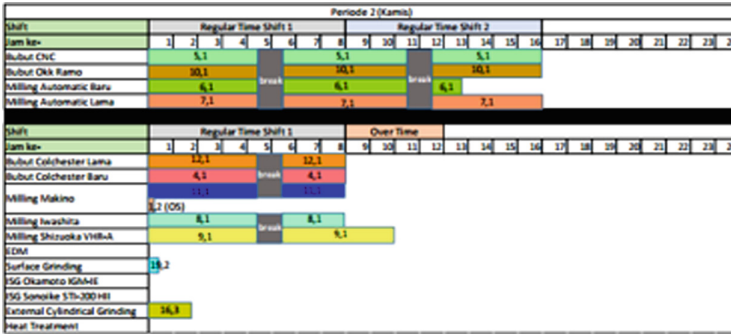 Periode 2 (Kamis)
Shift Regular Time Shift 1 Regular Time Shift 2
Jam ke- 1 2 3 4 5 6 7 8 9 10 11 12 13 14 15 16 17 18 19 20 21 22 23
Bubut CNC 5,1 break 5,1 break 5,1
Bubut Okk Ramo 10,1 10,1 10,1
Milling Automatic Baru 6,1 6,1 6,1
Milling Automatic Lama 7,1 7,1 7,1
Shift Regular Time Shift 1 Over Time
Jam ke- 1 2 3 4 5 6 7 8 9 10 11 12 13 14 15 16 17 18 19 20 21 22 23
Bubut Colchester Lama 12,1 break 12,1
Bubut Colchester Baru 4,1 4,1
Milling Makino 11,1 11,1
,2 (OS)
Milling Iwashita 8,1 break 8,1
Milling Shizuoka VHR-A 9,1 9,1
EDM
Surface Grinding ,2
ISG Okamoto IGM-IE
ISG Sonoike STI-200 HII
External Cylindrical Grinding 16,3
Heat Treatment